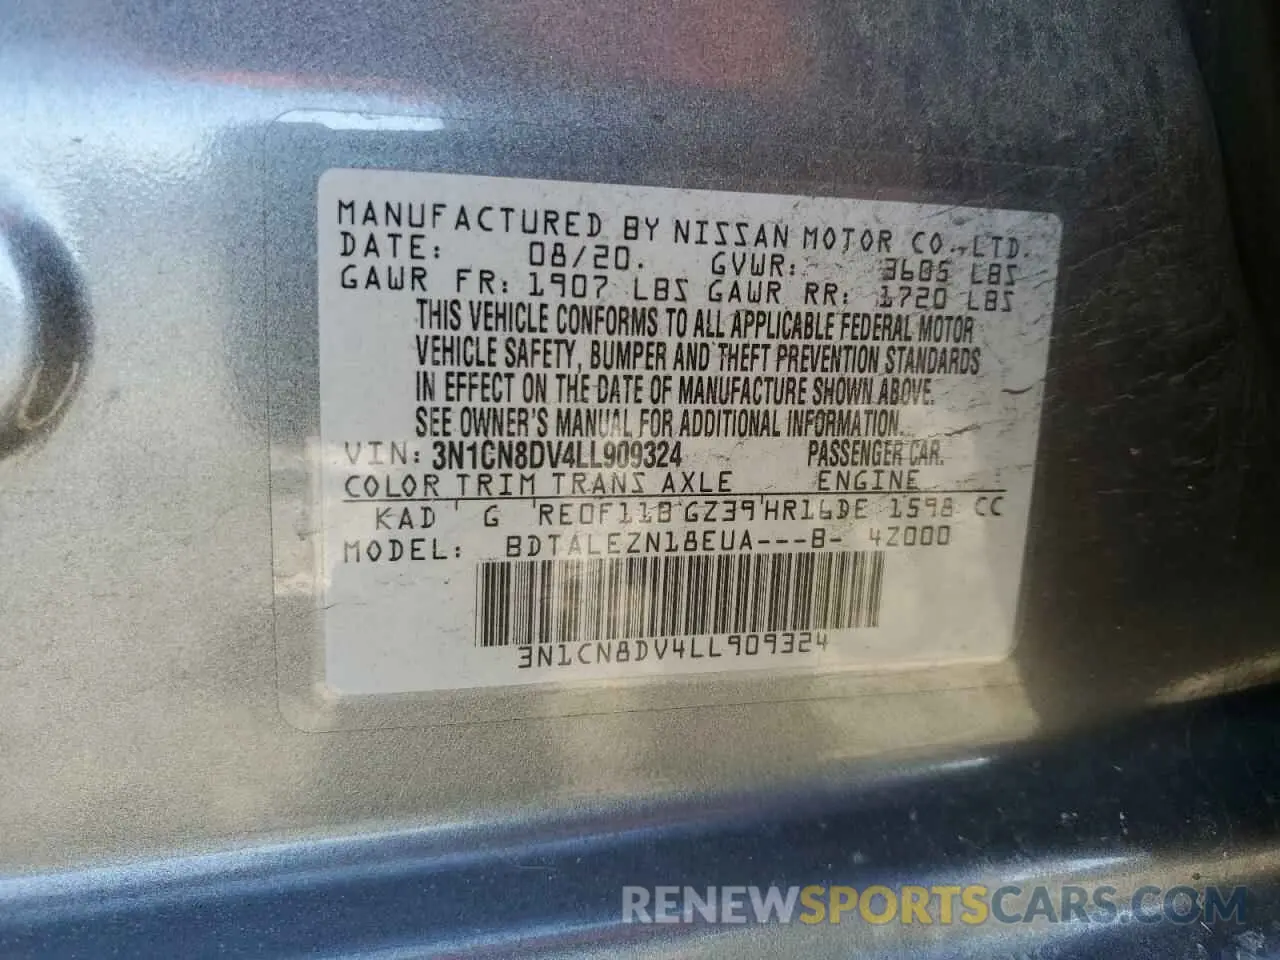 MANUFACTURED BY NISSAN MOTOR CO.,LTD.
DATE: 08/20. GVWR: 3605 LBS
GAWR FR: 1907 LBS GAWR RR: 1720 LBS
THIS VEHICLE CONFORMS TO ALL APPLICABLE FEDERAL MOTOR
VEHICLE SAFETY, BUMPER AND THEFT PREVENTION STANDARDS
IN EFFECT ON THE DATE OF MANUFACTURE SHOWN ABOVE.
SEE OWNER'S MANUAL FOR ADDITIONAL INFORMATION.
VIN: 3N1CN8DV4LL909324 PASSENGER CAR.
COLOR TRIM TRANS AXLE ENGINE
KAD G RE0F11B GZ39 HR16DE 1598 CC
MODEL: BDTALEZN18EUA---B- 4Z000
3N1CN8DV4LL909324
RENEWSPORTSCARS.COM